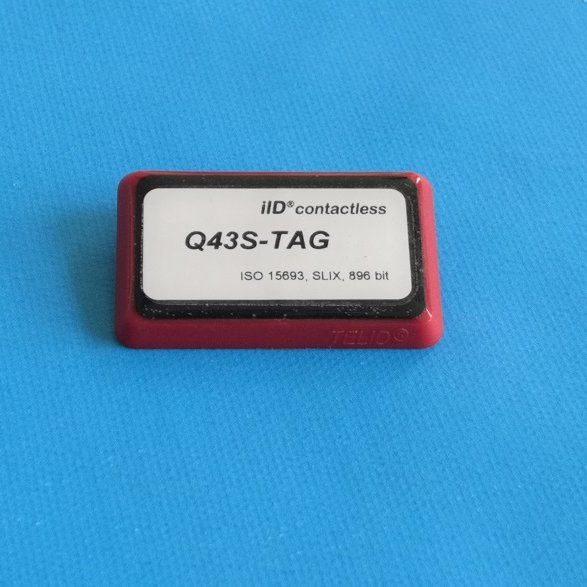 iID® contactless
Q43S-TAG
ISO 15693, SLIX, 896 bit
TELID®